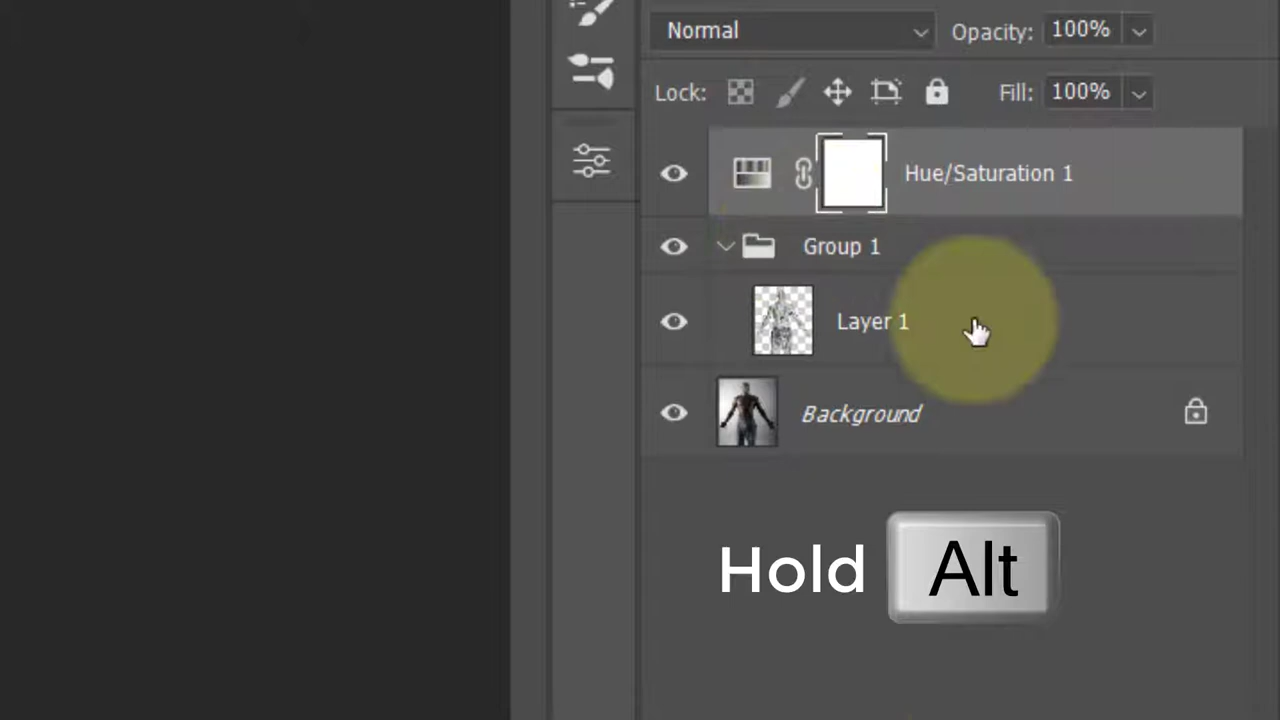 Normal Opacity: 100%
Lock: Fill: 100%
Hue/Saturation 1
Group 1
Layer 1
Background
Hold Alt